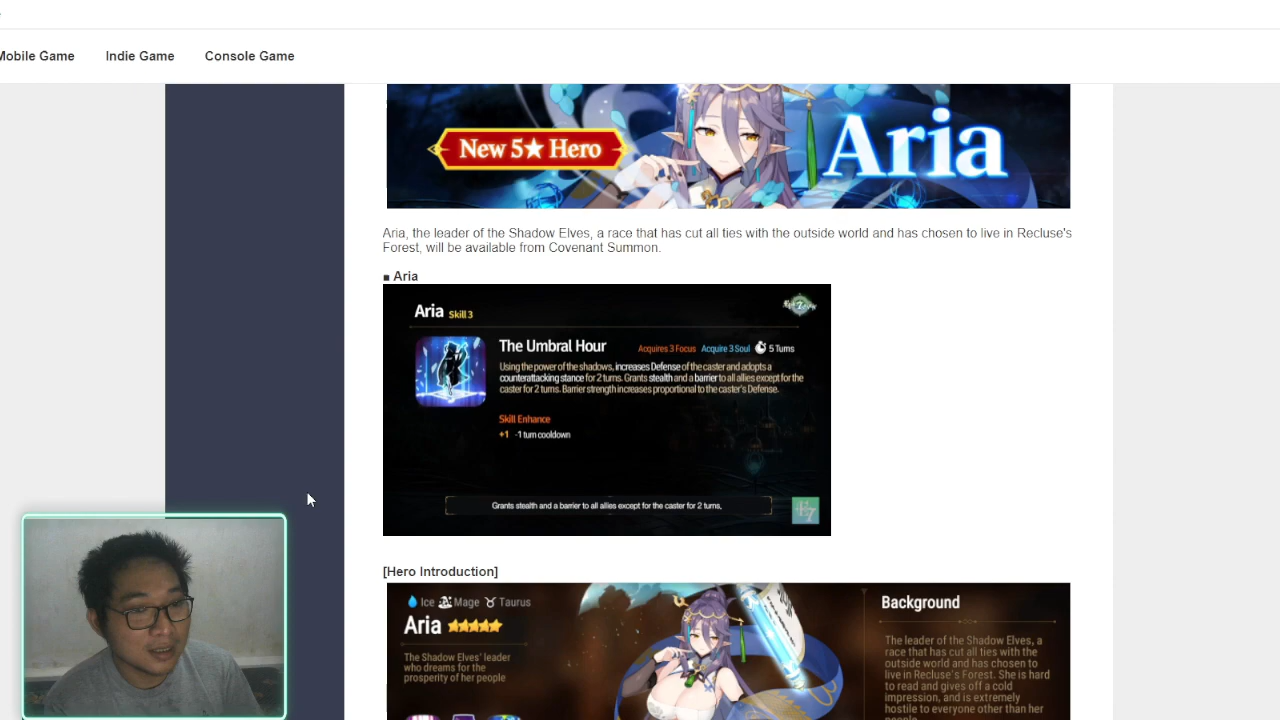 Mobile Game Indie Game Console Game
New 5★ Hero
Aria
Aria, the leader of the Shadow Elves, a race that has cut all ties with the outside world and has chosen to live in Recluse's
Forest, will be available from Covenant Summon.
■ Aria
Aria Skill 3
The Umbral Hour Acquires 3 Focus Acquire 3 Soul 5 Turns
Using the power of the shadows, increases Defense of the caster and adopts a
counterattacking stance for 2 turns. Grants stealth and a barrier to all allies except for the
caster for 2 turns. Barrier strength increases proportional to the caster's Defense.
Skill Enhance
+1 -1 turn cooldown
Grants stealth and a barrier to all allies except for the caster for 2 turns.
[Hero Introduction]
Ice Mage Taurus
Aria ★★★★★
The Shadow Elves' leader
who dreams for the
prosperity of her people
Background
The leader of the Shadow Elves, a
race that has cut all ties with the
outside world and has chosen to
live in Recluse's Forest. She is hard
to read and gives off a cold
impression, and is extremely
hostile to everyone other than her
people.